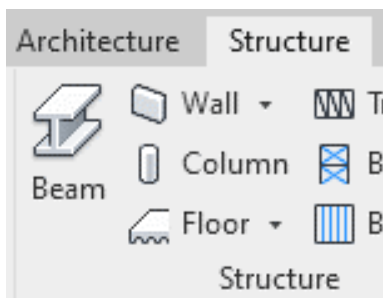 Architecture Structure
Wall
Column
Beam
Floor
Structure